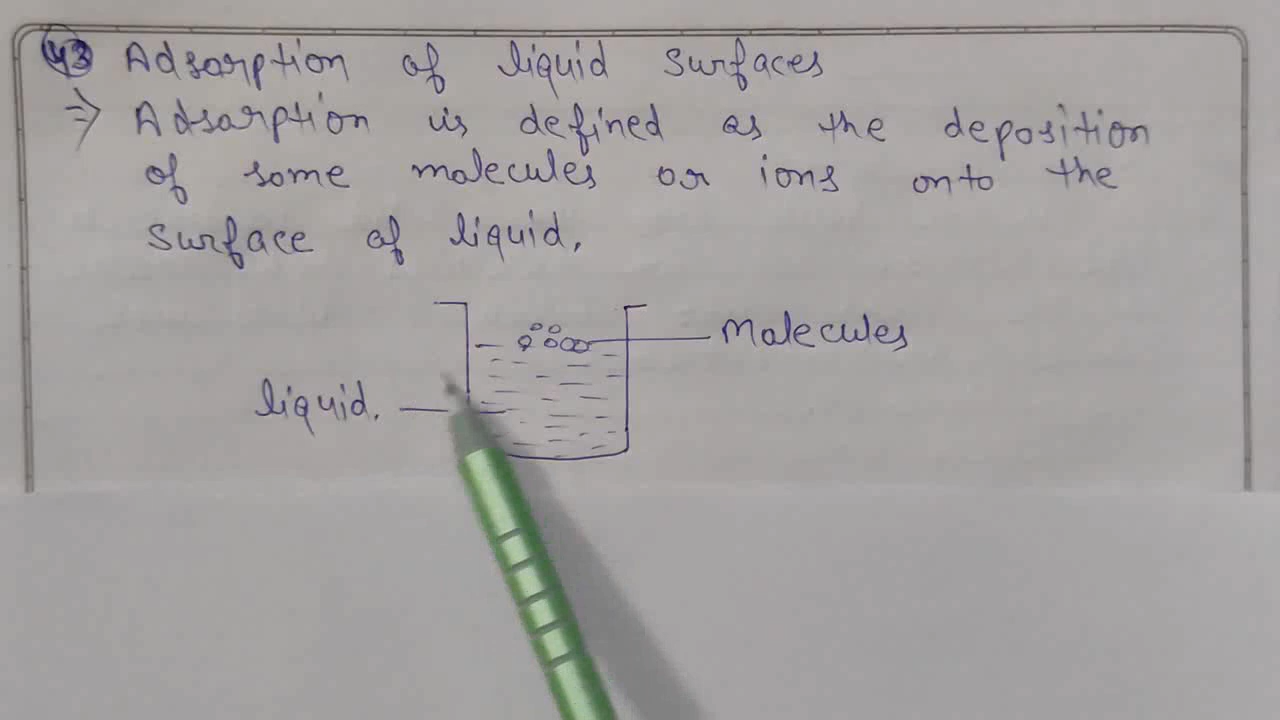 43 Adsorption of liquid surfaces
⇒ Adsorption is defined as the deposition
of some molecules or ions onto the
surface of liquid.
Molecules
liquid.